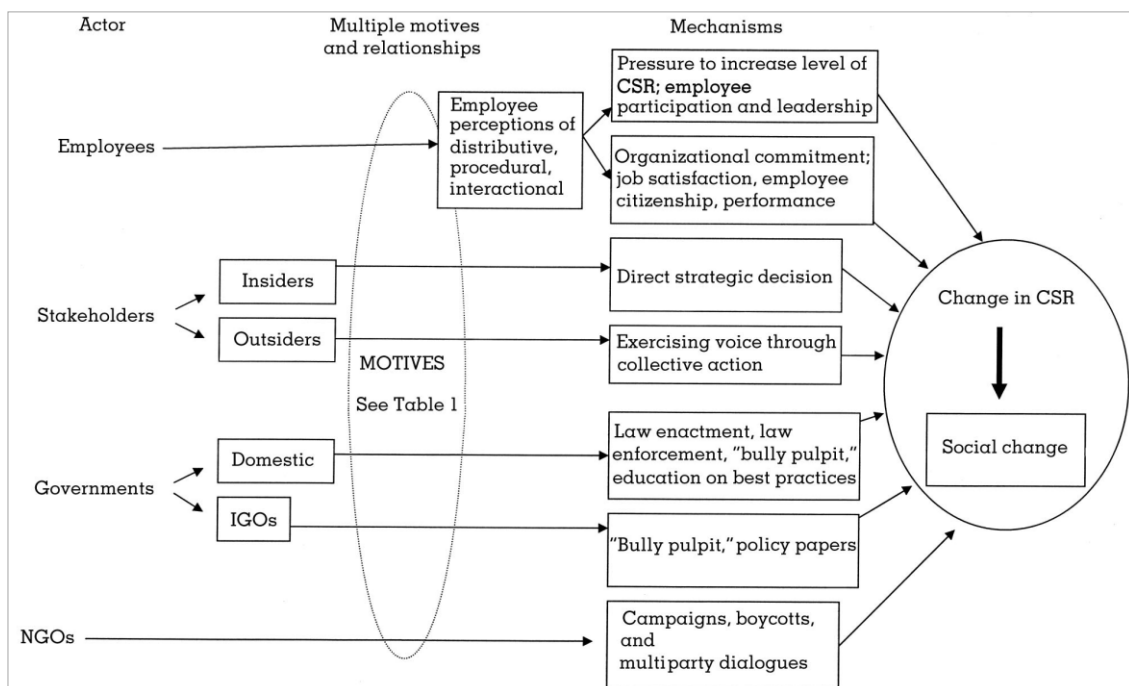 Actor
Multiple motives
and relationships
Mechanisms
Employees
Employee
perceptions of
distributive,
procedural,
interactional
Pressure to increase level of
CSR; employee
participation and leadership
Organizational commitment;
job satisfaction, employee
citizenship, performance
Stakeholders
Insiders
Outsiders
Direct strategic decision
Exercising voice through
collective action
MOTIVES
See Table 1
Governments
Domestic
IGOs
Law enactment, law
enforcement, "bully pulpit,"
education on best practices
"Bully pulpit," policy papers
NGOs
Campaigns, boycotts,
and
multiparty dialogues
Change in CSR
Social change